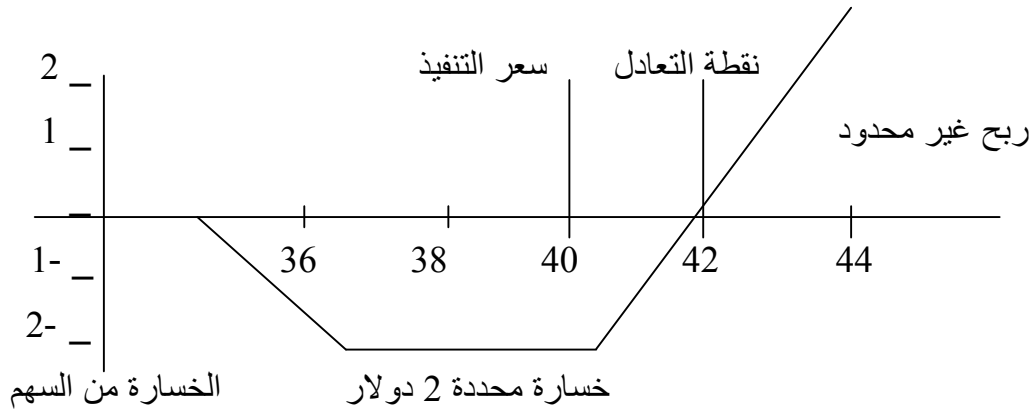 2 سعر التنفيذ نقطة التعادل
1 ربح غير محدود
36 38 40 42 44
1-
2-
الخسارة من السهم خسارة محددة 2 دولار